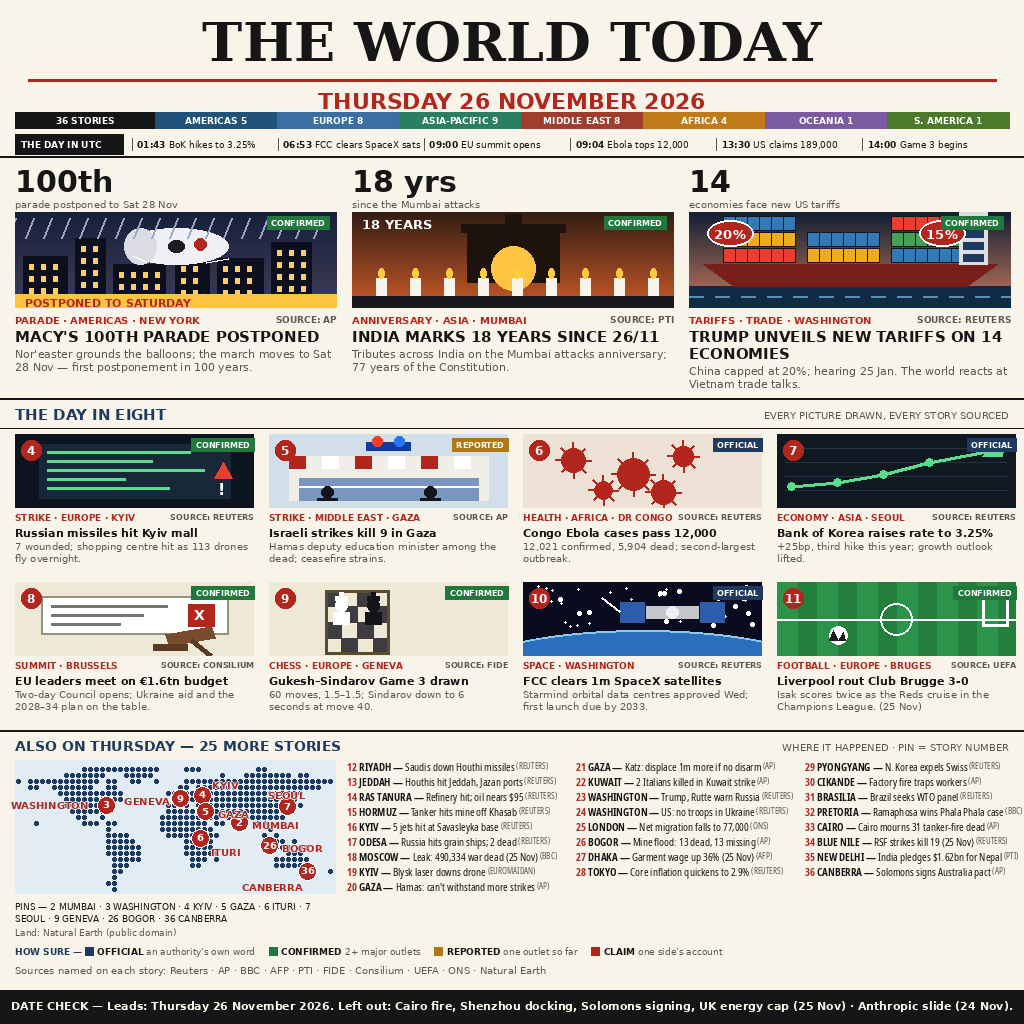 THE WORLD TODAY
THURSDAY 26 NOVEMBER 2026
36 STORIES AMERICAS 5 EUROPE 8 ASIA-PACIFIC 9 MIDDLE EAST 8 AFRICA 4 OCEANIA 1 S. AMERICA 1
THE DAY IN UTC 01:43 BoK hikes to 3.25% 06:53 FCC clears SpaceX sats 09:00 EU summit opens 09:04 Ebola tops 12,000 13:30 US claims 189,000 14:00 Game 3 begins
100th
parade postponed to Sat 28 Nov
CONFIRMED
POSTPONED TO SATURDAY
PARADE · AMERICAS · NEW YORK SOURCE: AP
MACY'S 100TH PARADE POSTPONED
Nor'easter grounds the balloons; the march moves to Sat
28 Nov — first postponement in 100 years.
18 yrs
since the Mumbai attacks
18 YEARS
CONFIRMED
ANNIVERSARY · ASIA · MUMBAI SOURCE: PTI
INDIA MARKS 18 YEARS SINCE 26/11
Tributes across India on the Mumbai attacks anniversary;
77 years of the Constitution.
14
economies face new US tariffs
20%
15%
CONFIRMED
TARIFFS · TRADE · WASHINGTON SOURCE: REUTERS
TRUMP UNVEILS NEW TARIFFS ON 14
ECONOMIES
China capped at 20%; hearing 25 Jan. The world reacts at
Vietnam trade talks.
THE DAY IN EIGHT EVERY PICTURE DRAWN, EVERY STORY SOURCED
4
CONFIRMED
!
STRIKE · EUROPE · KYIV SOURCE: REUTERS
Russian missiles hit Kyiv mall
7 wounded; shopping centre hit as 113 drones
fly overnight.
5
REPORTED
STRIKE · MIDDLE EAST · GAZA SOURCE: AP
Israeli strikes kill 9 in Gaza
Hamas deputy education minister among the
dead; ceasefire strains.
6
OFFICIAL
HEALTH · AFRICA · DR CONGO SOURCE: REUTERS
Congo Ebola cases pass 12,000
12,021 confirmed, 5,904 dead; second-largest
outbreak.
7
OFFICIAL
ECONOMY · ASIA · SEOUL SOURCE: REUTERS
Bank of Korea raises rate to 3.25%
+25bp, third hike this year; growth outlook
lifted.
8
CONFIRMED
X
SUMMIT · BRUSSELS SOURCE: CONSILIUM
EU leaders meet on €1.6tn budget
Two-day Council opens; Ukraine aid and the
2028–34 plan on the table.
9
CONFIRMED
CHESS · EUROPE · GENEVA SOURCE: FIDE
Gukesh–Sindarov Game 3 drawn
60 moves, 1.5–1.5; Sindarov down to 6
seconds at move 40.
10
OFFICIAL
SPACE · WASHINGTON SOURCE: REUTERS
FCC clears 1m SpaceX satellites
Starmind orbital data centres approved Wed;
first launch due by 2033.
11
CONFIRMED
FOOTBALL · EUROPE · BRUGES SOURCE: UEFA
Liverpool rout Club Brugge 3-0
Isak scores twice as the Reds cruise in the
Champions League. (25 Nov)
ALSO ON THURSDAY — 25 MORE STORIES WHERE IT HAPPENED · PIN = STORY NUMBER
KYIV
SEOUL
WASHINGTON 3 GENEVA 9 4
7
5 GAZA
2 MUMBAI
6 ITURI
26 BOGOR
36
CANBERRA
PINS — 2 MUMBAI · 3 WASHINGTON · 4 KYIV · 5 GAZA · 6 ITURI · 7
SEOUL · 9 GENEVA · 26 BOGOR · 36 CANBERRA
Land: Natural Earth (public domain)
12 RIYADH — Saudis down Houthi missiles (REUTERS)
13 JEDDAH — Houthis hit Jeddah, Jazan ports (REUTERS)
14 RAS TANURA — Refinery hit; oil nears $95 (REUTERS)
15 HORMUZ — Tanker hits mine off Khasab (REUTERS)
16 KYIV — 5 jets hit at Savasleyka base (REUTERS)
17 ODESA — Russia hits grain ships; 2 dead (REUTERS)
18 MOSCOW — Leak: 490,334 war dead (25 Nov) (BBC)
19 KYIV — Blysk laser downs drone (EUROMAIDAN)
20 GAZA — Hamas: can't withstand more strikes (AP)
21 GAZA — Katz: displace 1m more if no disarm (AP)
22 KUWAIT — 2 Italians killed in Kuwait strike (AP)
23 WASHINGTON — Trump, Rutte warn Russia (REUTERS)
24 WASHINGTON — US: no troops in Ukraine (REUTERS)
25 LONDON — Net migration falls to 77,000 (ONS)
26 BOGOR — Mine flood: 13 dead, 13 missing (AP)
27 DHAKA — Garment wage up 36% (25 Nov) (AFP)
28 TOKYO — Core inflation quickens to 2.9% (REUTERS)
29 PYONGYANG — N. Korea expels Swiss (REUTERS)
30 CIKANDE — Factory fire traps workers (AP)
31 BRASILIA — Brazil seeks WTO panel (REUTERS)
32 PRETORIA — Ramaphosa wins Phala Phala case (BBC)
33 CAIRO — Cairo mourns 31 tanker-fire dead (AP)
34 BLUE NILE — RSF strikes kill 19 (25 Nov) (REUTERS)
35 NEW DELHI — India pledges $1.62bn for Nepal (PTI)
36 CANBERRA — Solomons signs Australia pact (AP)
HOW SURE — OFFICIAL an authority's own word CONFIRMED 2+ major outlets REPORTED one outlet so far CLAIM one side's account
Sources named on each story: Reuters · AP · BBC · AFP · PTI · FIDE · Consilium · UEFA · ONS · Natural Earth
DATE CHECK — Leads: Thursday 26 November 2026. Left out: Cairo fire, Shenzhou docking, Solomons signing, UK energy cap (25 Nov) · Anthropic slide (24 Nov).